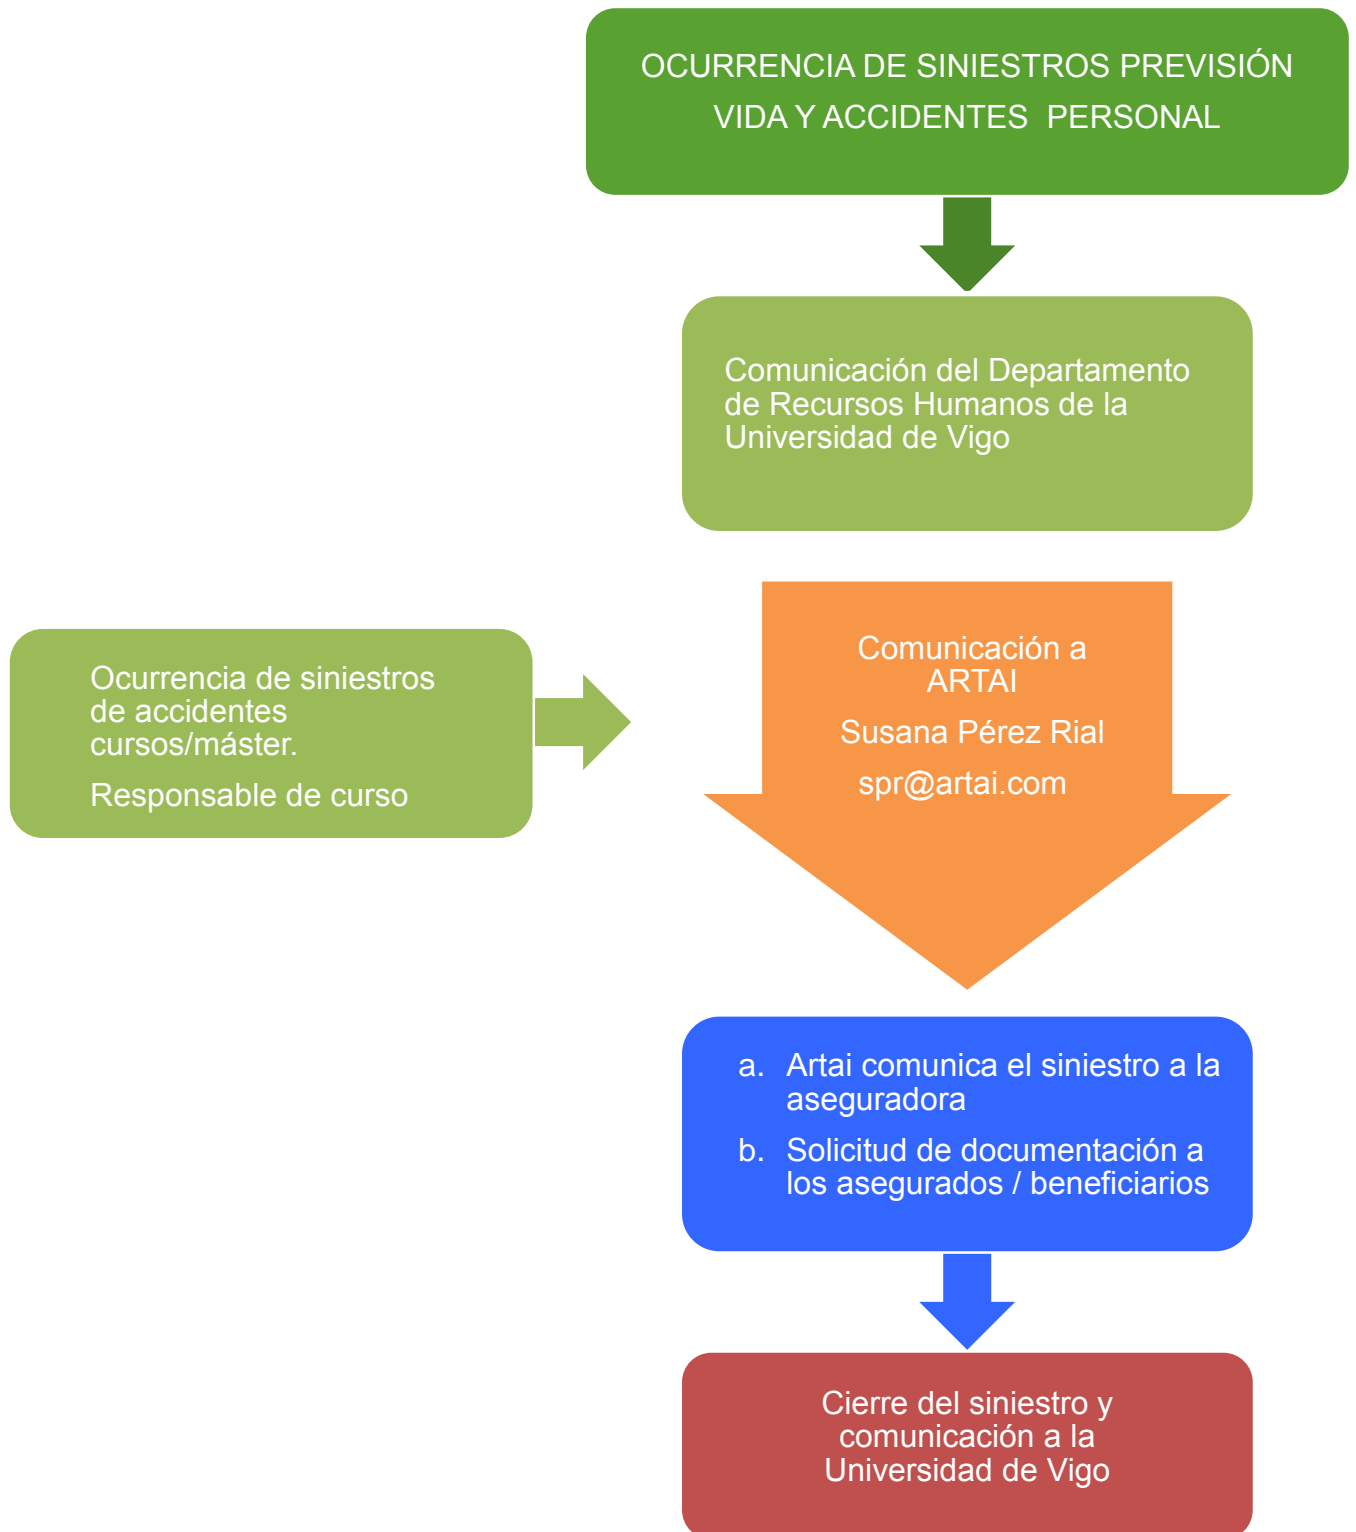 OCURRENCIA DE SINIESTROS PREVISIÓN
VIDA Y ACCIDENTES PERSONAL
Comunicación del Departamento
de Recursos Humanos de la
Universidad de Vigo
Ocurrencia de siniestros
de accidentes
cursos/máster.
Responsable de curso
Comunicación a
ARTAI
Susana Pérez Rial
spr@artai.com
a. Artai comunica el siniestro a la
aseguradora
b. Solicitud de documentación a
los asegurados / beneficiarios
Cierre del siniestro y
comunicación a la
Universidad de Vigo